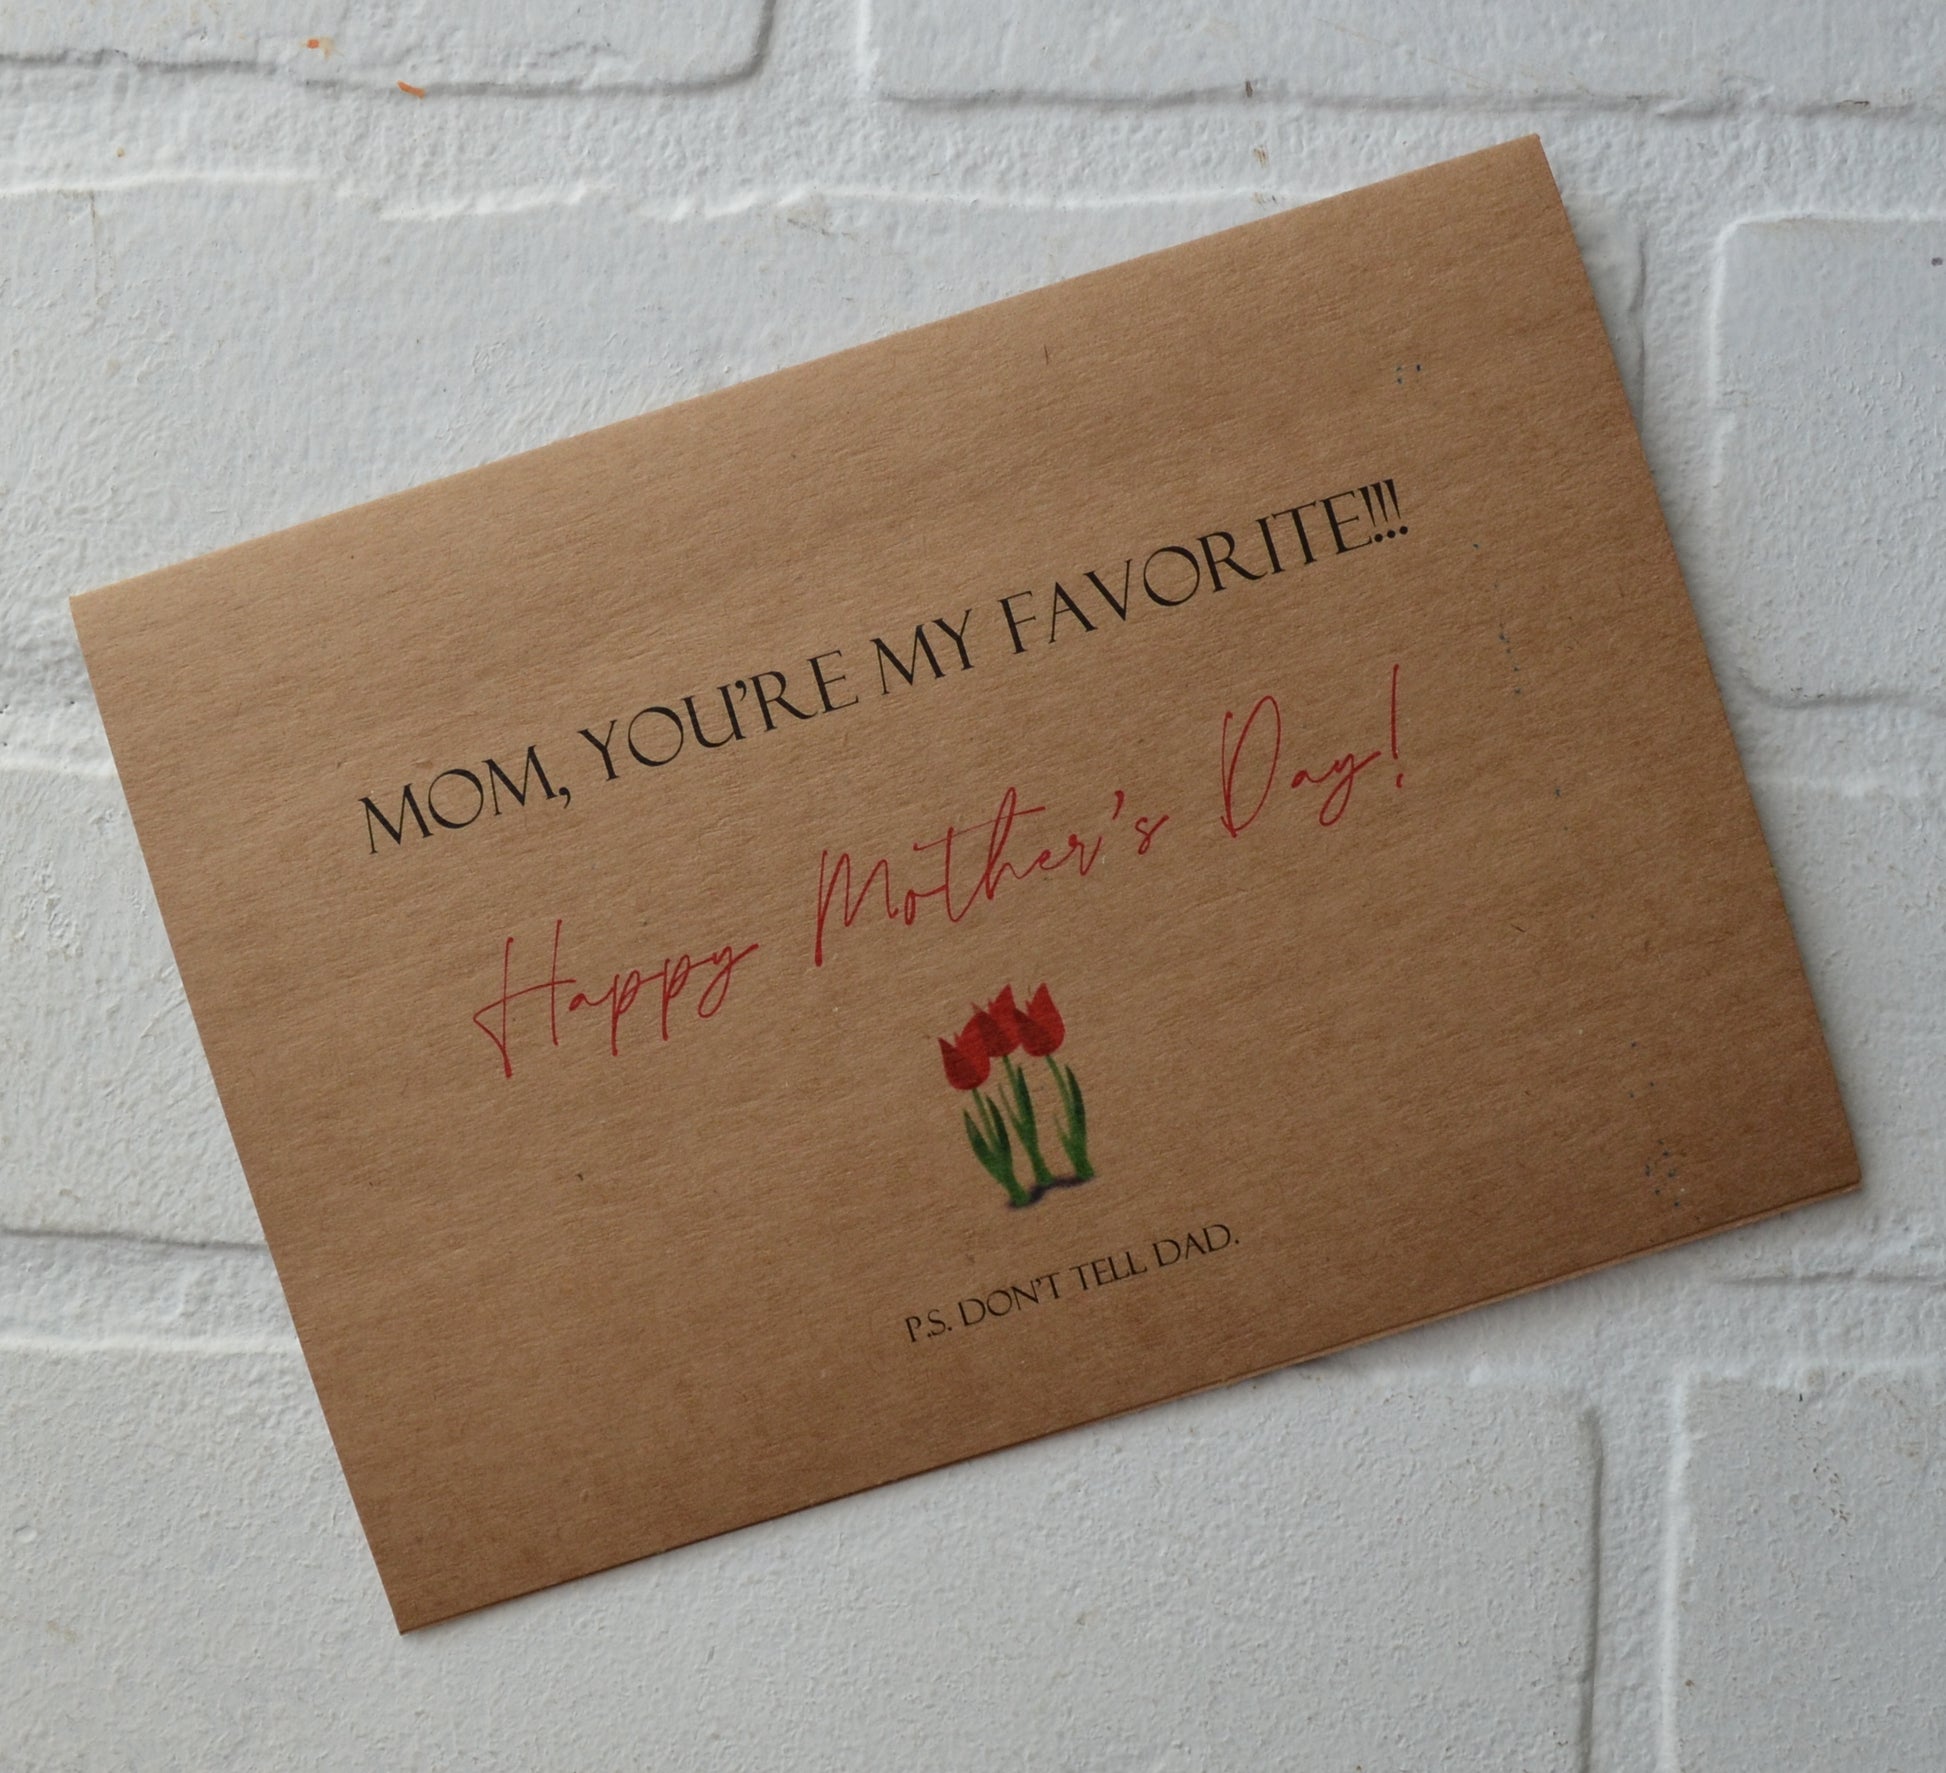 MOM, YOU'RE MY FAVORITE!!!
Happy Mother's Day!
P.S. DON'T TELL DAD.